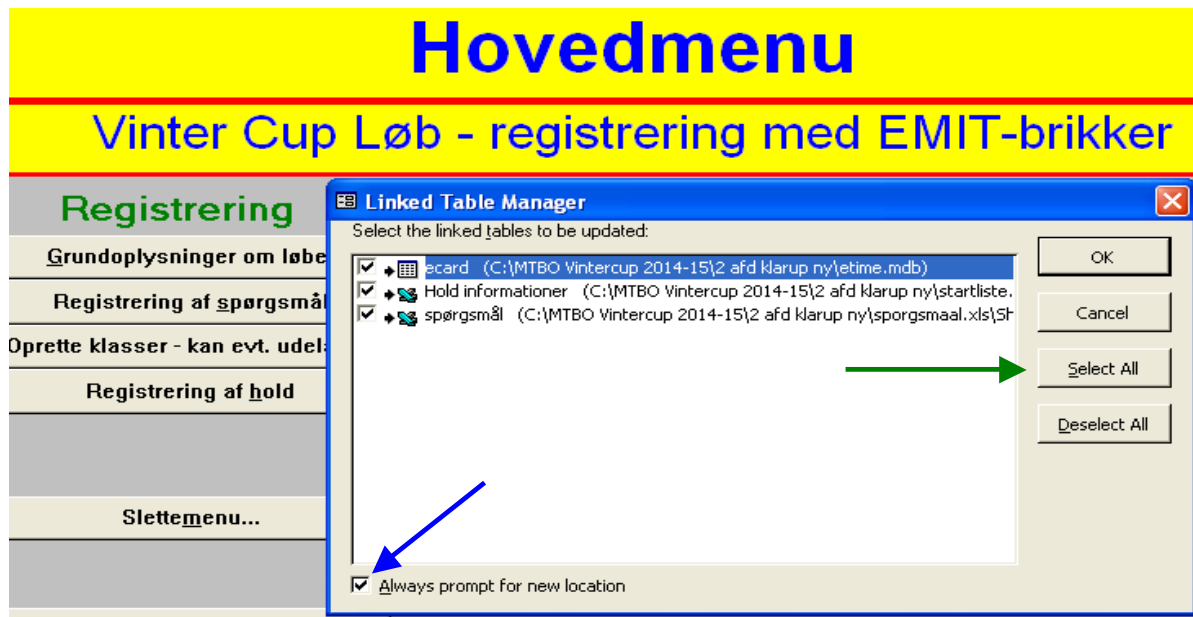 Hovedmenu
Vinter Cup Løb - registrering med EMIT-brikker
Registrering
Grundoplysninger om løbe
Registrering af spørgsmål
Oprette klasser - kan evt. udel
Registrering af hold
Slettemenu...
Linked Table Manager
Select the linked tables to be updated:
ecard (C:\MTBO Vintercup 2014-15\2 afd klarup ny\etime.mdb)
Hold informationer (C:\MTBO Vintercup 2014-15\2 afd klarup ny\startliste.
spørgsmål (C:\MTBO Vintercup 2014-15\2 afd klarup ny\sporgsmaal.xls\Sh
OK
Cancel
Select All
Deselect All
Always prompt for new location